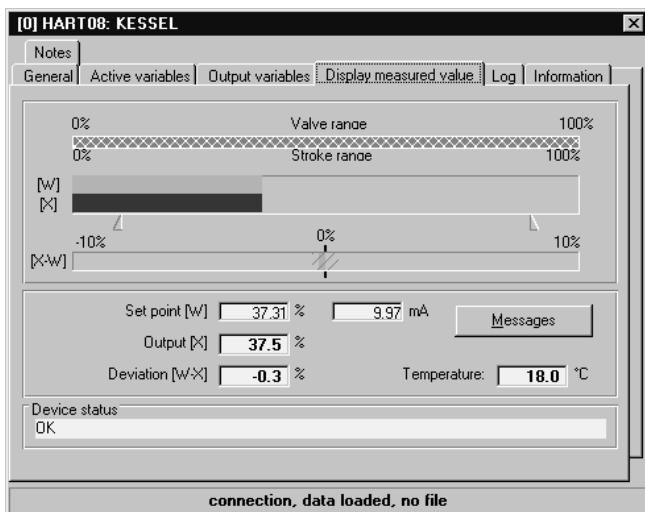 [0] HART08: KESSEL
Notes
General Active variables Output variables Display measured value Log Information
0% Valve range 100%
0% Stroke range 100%
[W]
[X]
-10% 0% 10%
[X-W]
Set point [W] 37.31 % 9.97 mA Messages
Output [X] 37.5 %
Deviation [W-X] -0.3 % Temperature: 18.0 °C
Device status
OK
connection, data loaded, no file